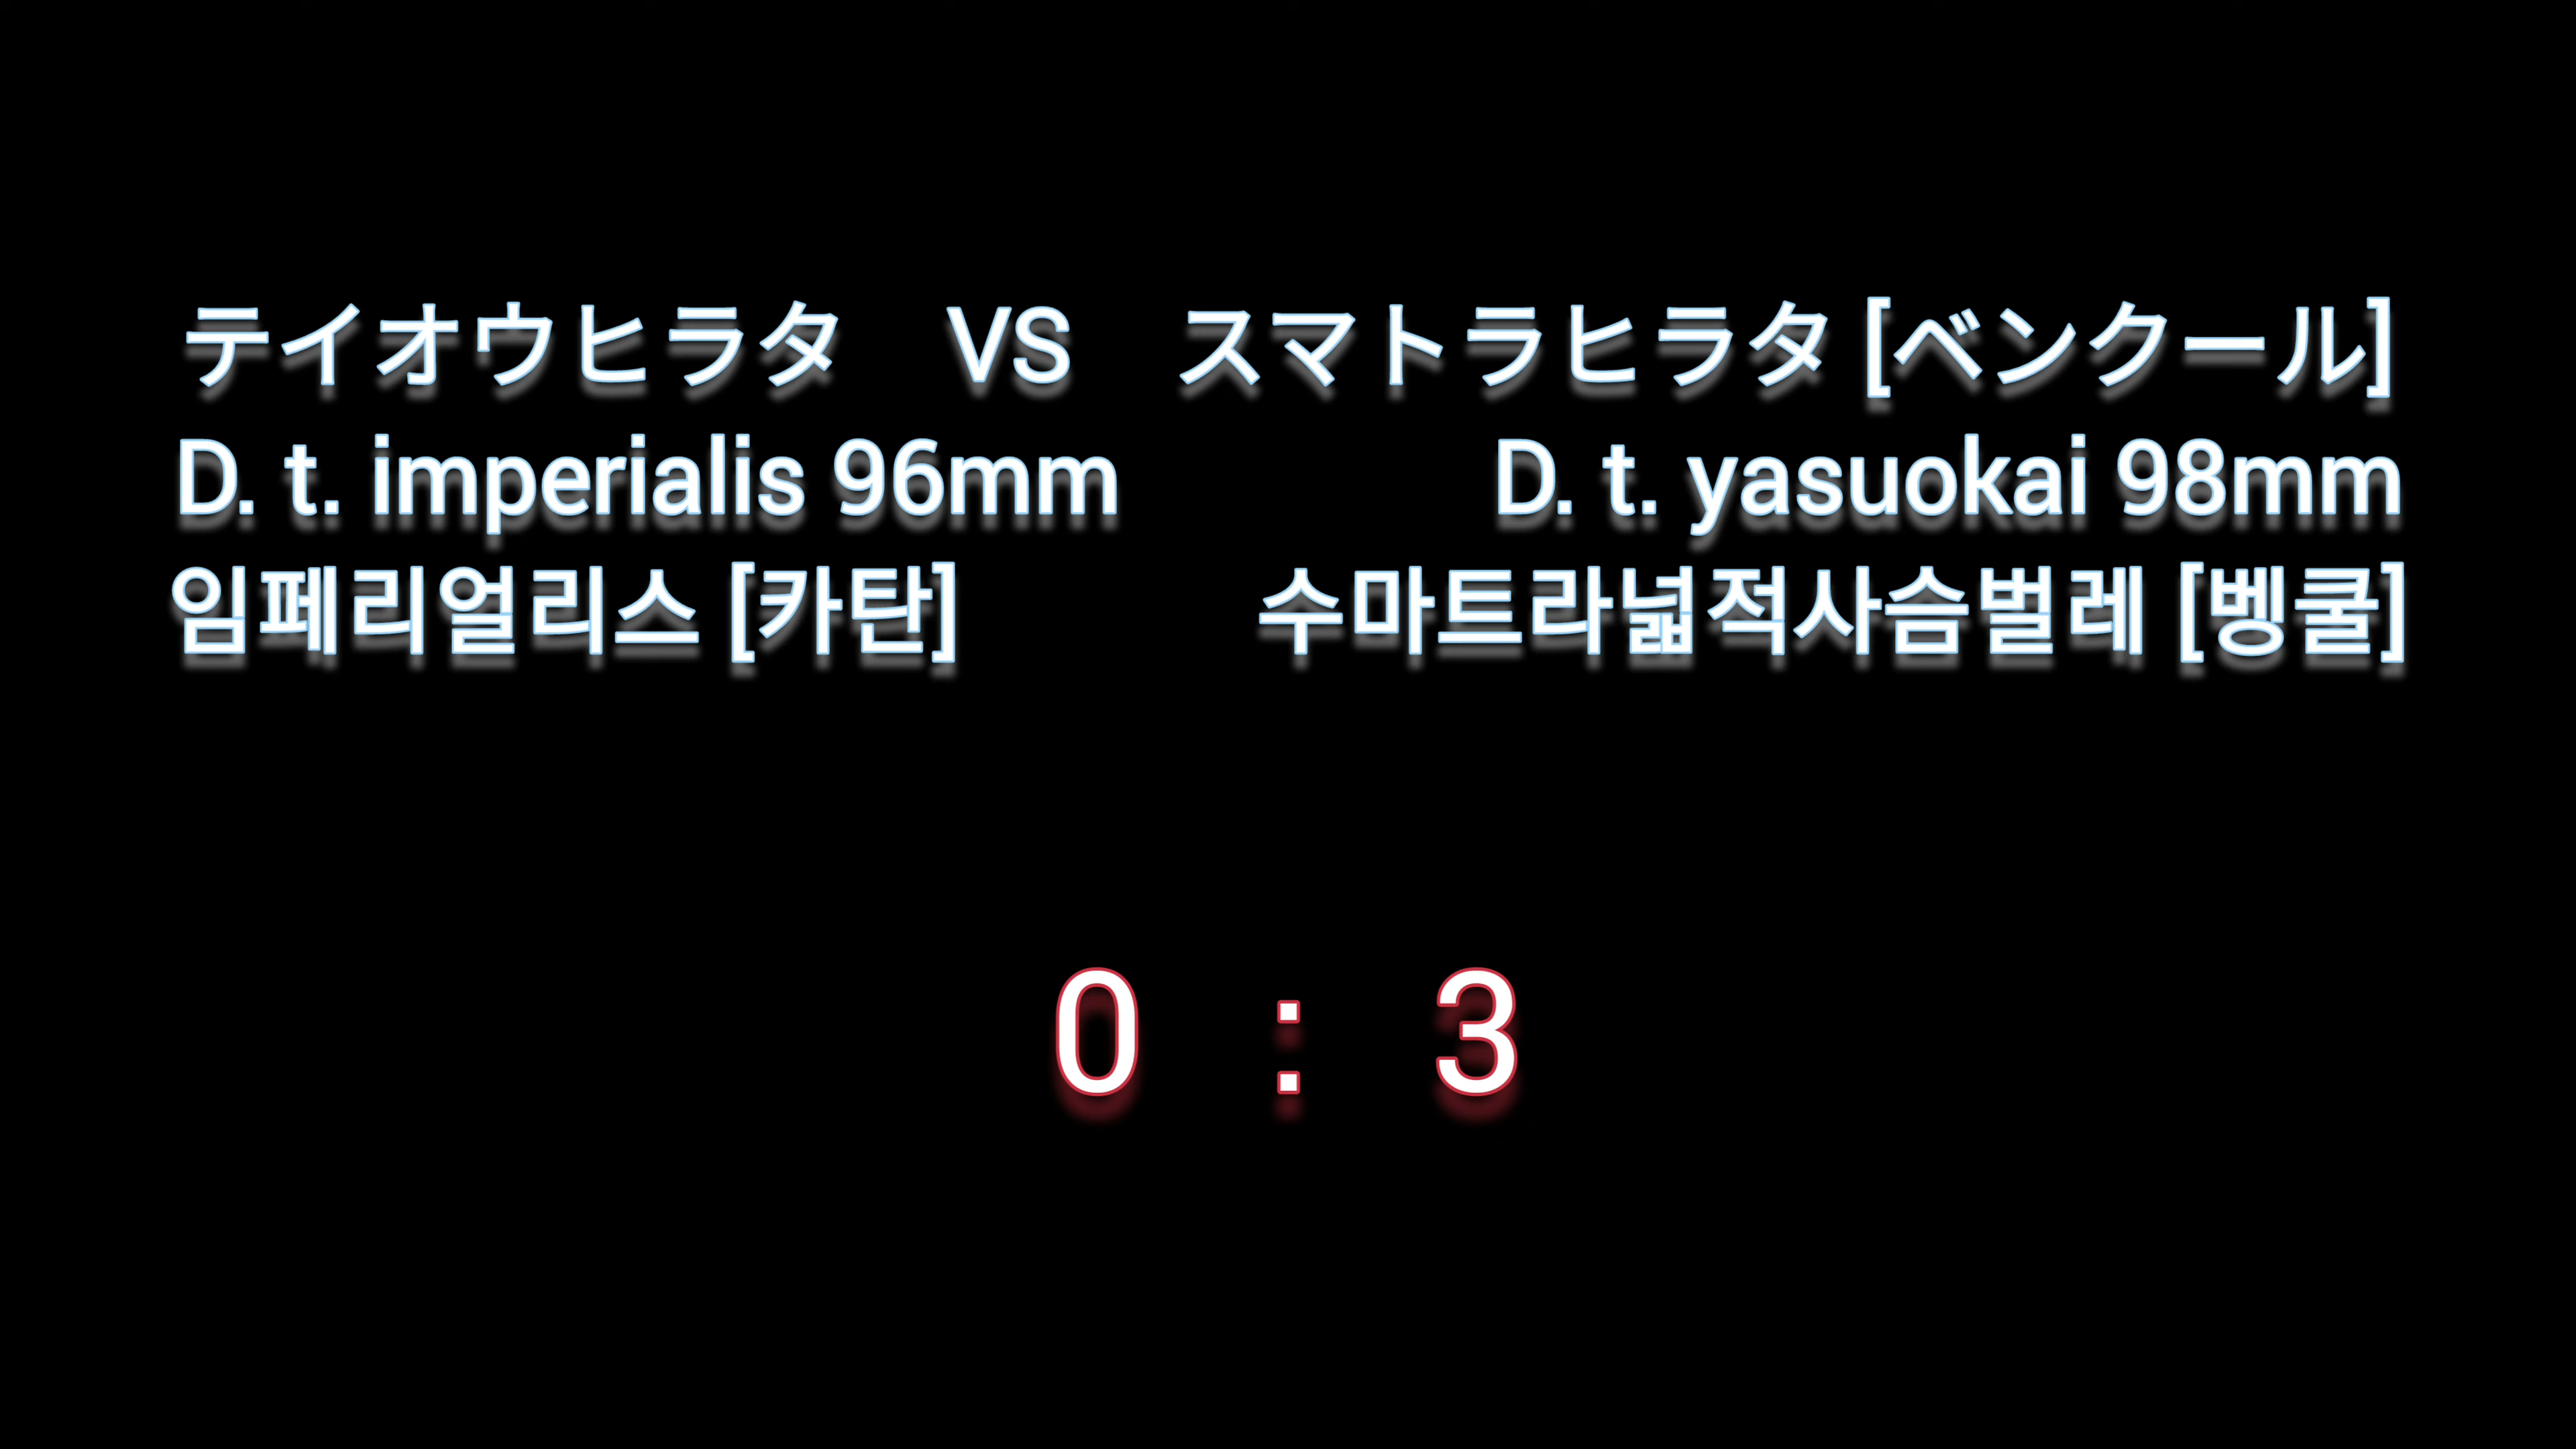 テイオウヒラタ　VS　スマトラヒラタ [ベンクール]
D. t. imperialis 96mm D. t. yasuokai 98mm
임페리얼리스 [카탄] 수마트라넓적사슴벌레 [벵쿨]
0 : 3